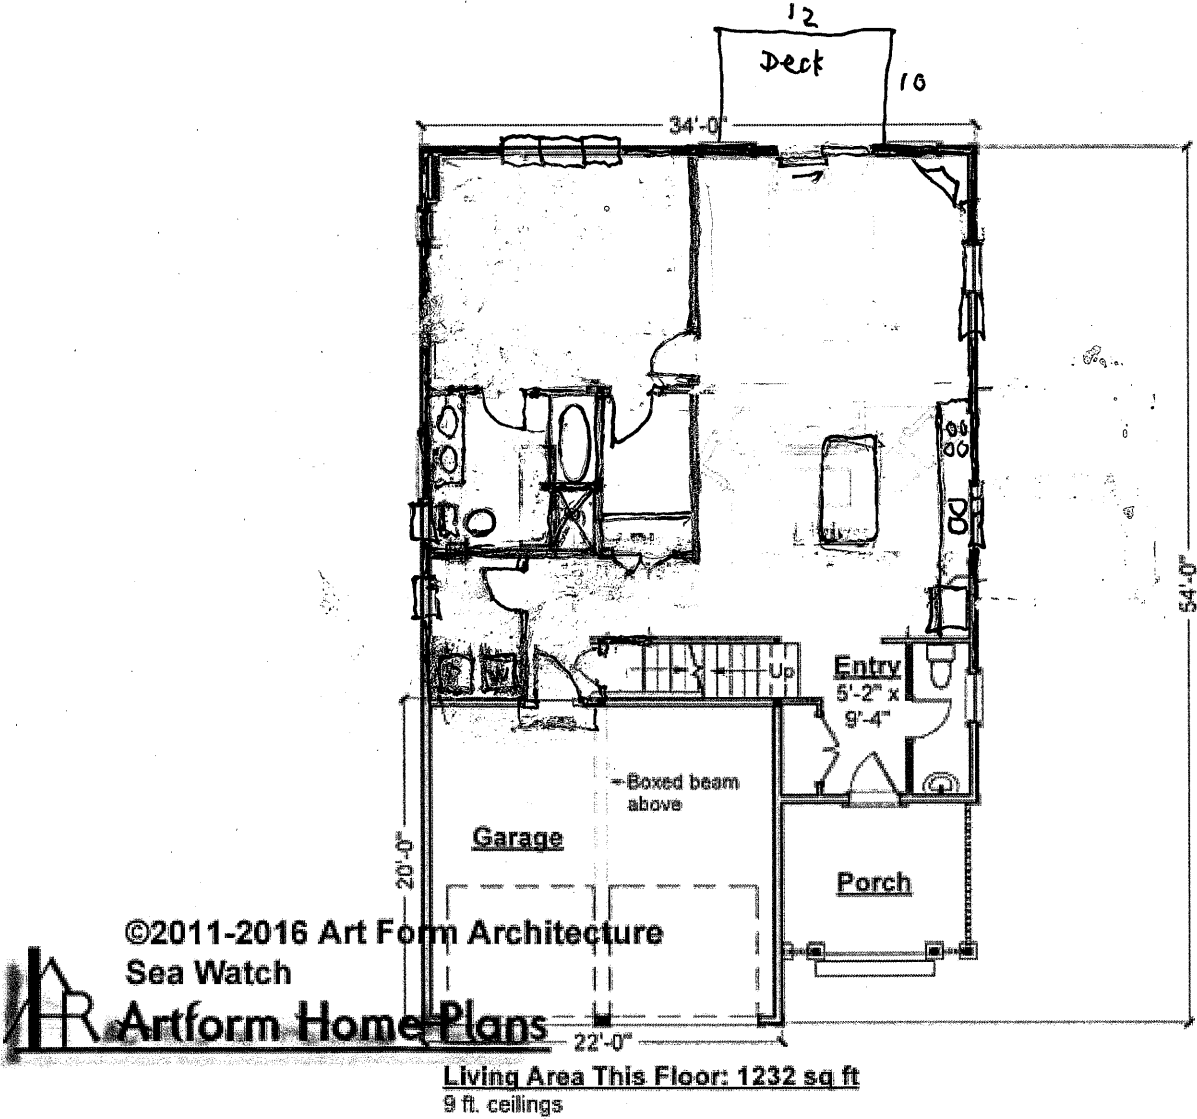 12
Deck
10
34'-0"
54'-0"
Up
Entry
5'-2" x
9'-4"
W
Boxed beam
above
Garage
20'-0"
Porch
©2011-2016 Art Form Architecture
Sea Watch
Artform Home Plans
22'-0"
Living Area This Floor: 1232 sq ft
9 ft. ceilings